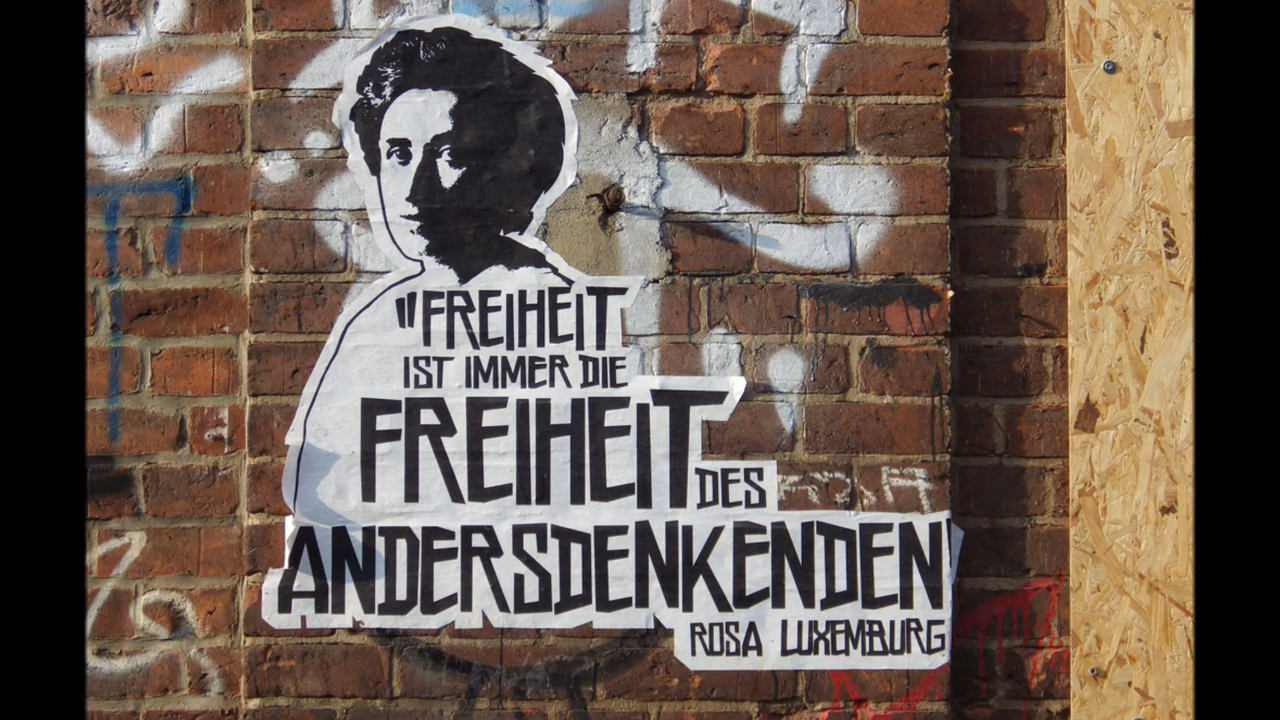 "FREIHEIT
IST IMMER DIE
FREIHEIT DES
ANDERSDENKENDEN!
ROSA LUXEMBURG